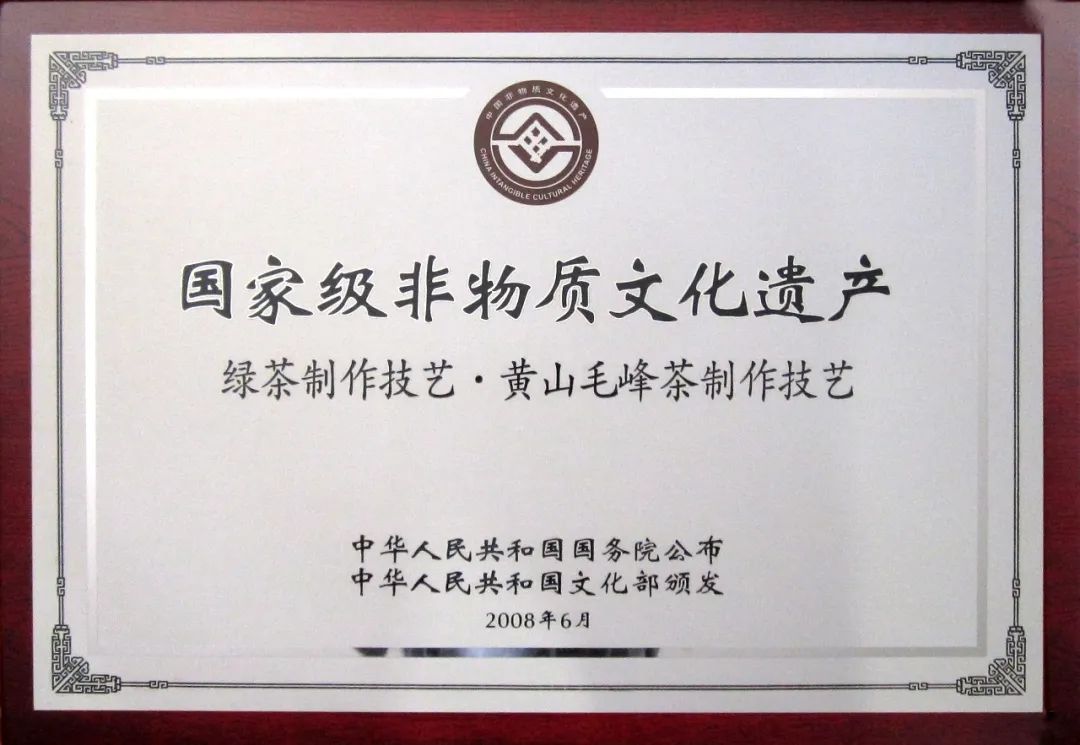 中国非物质文化遗产
CHINA INTANGIBLE CULTURAL HERITAGE
国家级非物质文化遗产
绿茶制作技艺·黄山毛峰茶制作技艺
中华人民共和国国务院公布
中华人民共和国文化部颁发
2008年6月